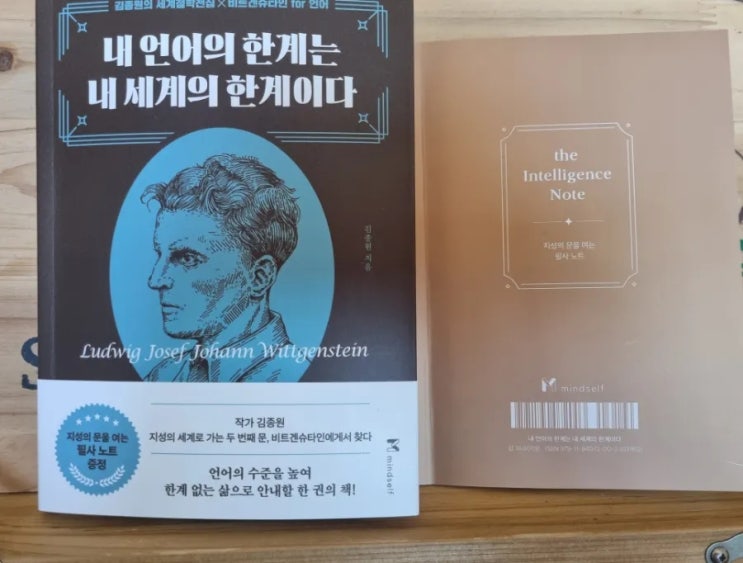 김종원의 세계철학전집 × 비트겐슈타인 for 언어
내 언어의 한계는
내 세계의 한계이다
김종원 지음
Ludwig Josef Johann Wittgenstein
지성의 문을 여는
필사 노트
증정
작가 김종원
지성의 세계로 가는 두 번째 문, 비트겐슈타인에게서 찾다
언어의 수준을 높여
한계 없는 삶으로 안내할 한 권의 책!
mindself
the
Intelligence
Note
지성의 문을 여는
필사 노트
mindself
내 언어의 한계는 내 세계의 한계이다